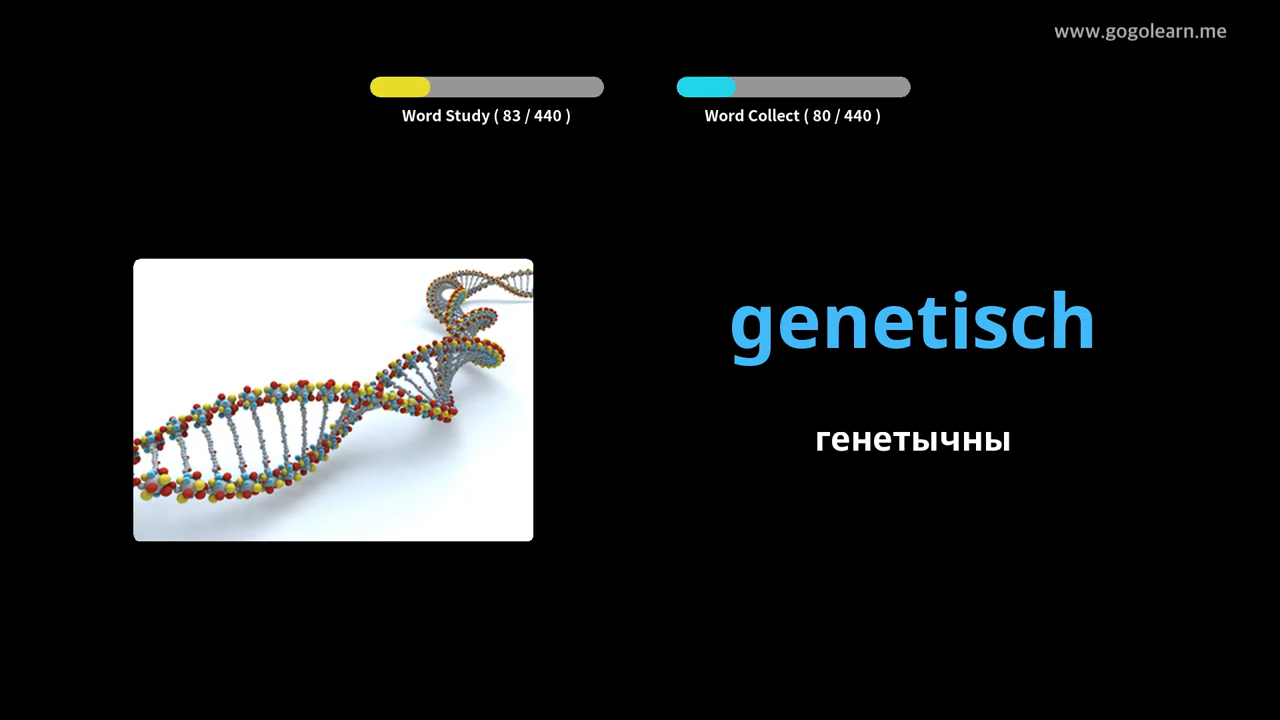 www.gogolearn.me
Word Study ( 83 / 440 )
Word Collect ( 80 / 440 )
genetisch
генетычны